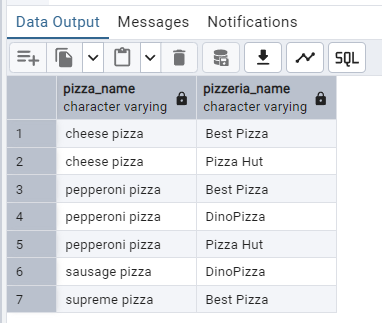 Data Output Messages Notifications
SQL
pizza_name pizzeria_name
character varying character varying
1 cheese pizza Best Pizza
2 cheese pizza Pizza Hut
3 pepperoni pizza Best Pizza
4 pepperoni pizza DinoPizza
5 pepperoni pizza Pizza Hut
6 sausage pizza DinoPizza
7 supreme pizza Best Pizza